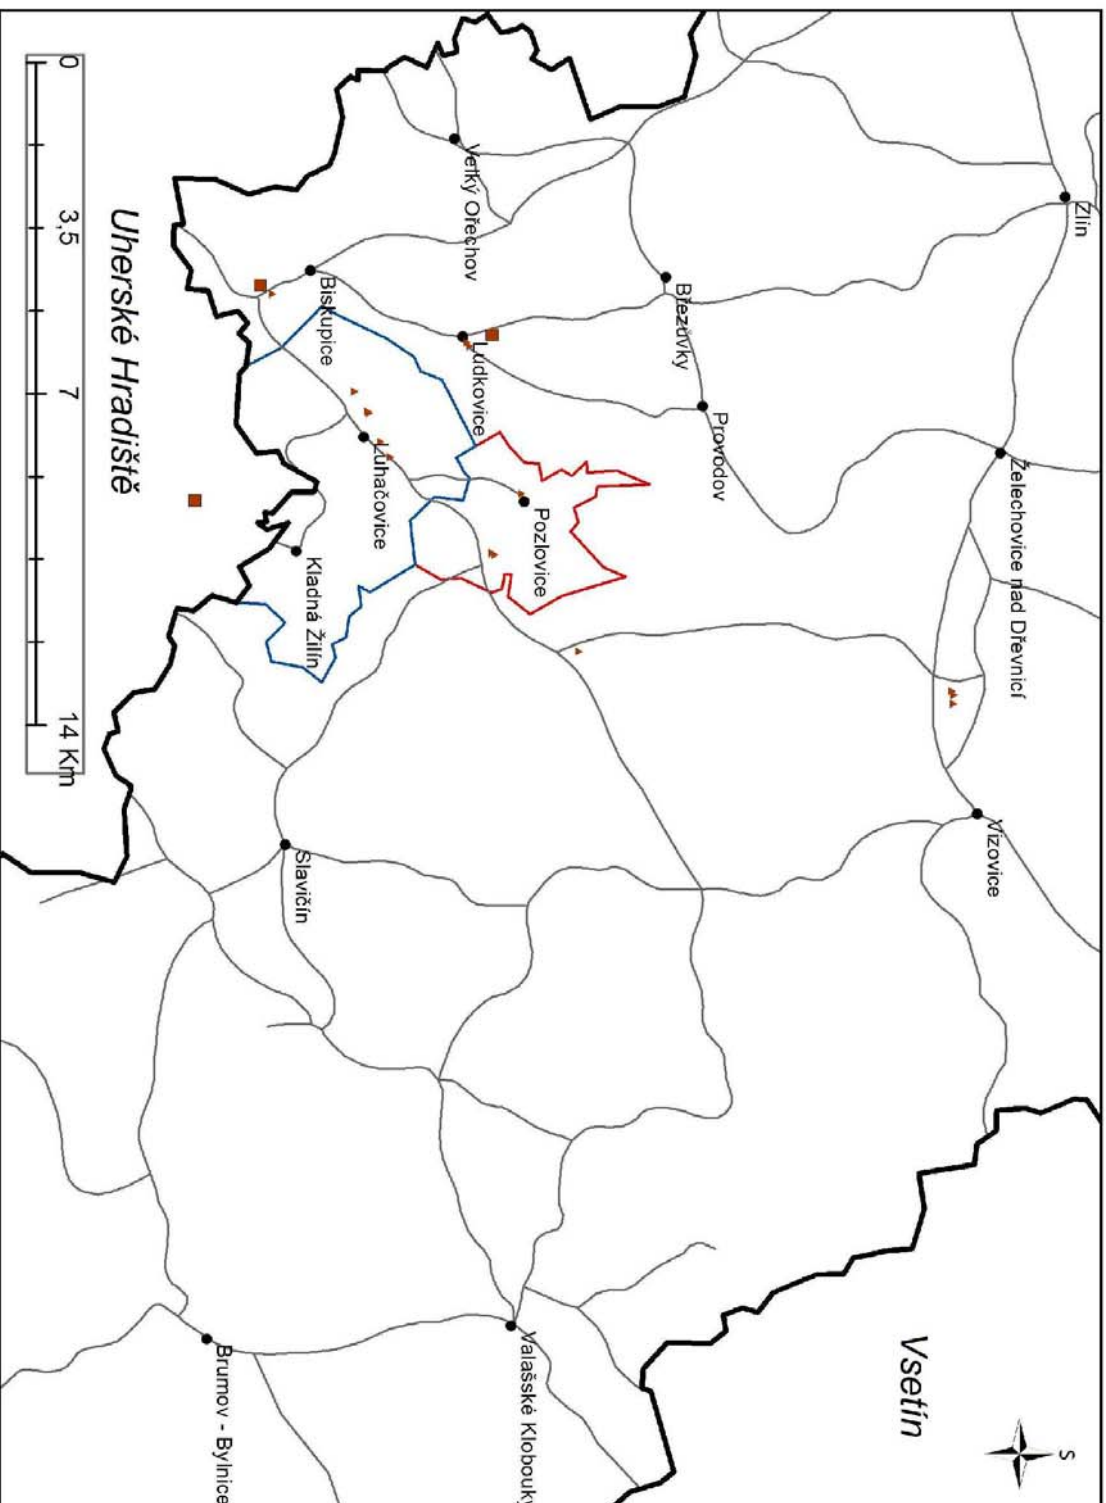 S
Vsetín
Zlín
Želechovice nad Dřevnicí
Vizovice
Březůvky
Provodov
Pozlovice
Velký Ořechov
Ludkovice
Valašské Klobouky
Luhačovice
Biskupice
Kladná Žilín
Slavičín
Brumov - Bylnice
Uherské Hradiště
0 3,5 7 14 Km